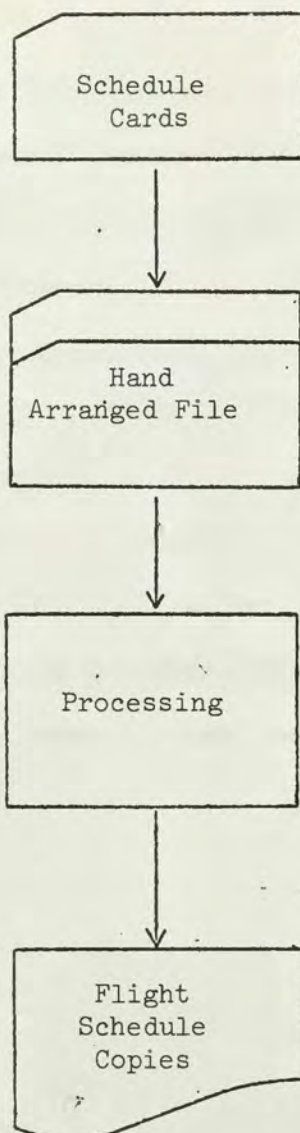 Schedule
Cards
Hand
Arranged File
Processing
Flight
Schedule
Copies